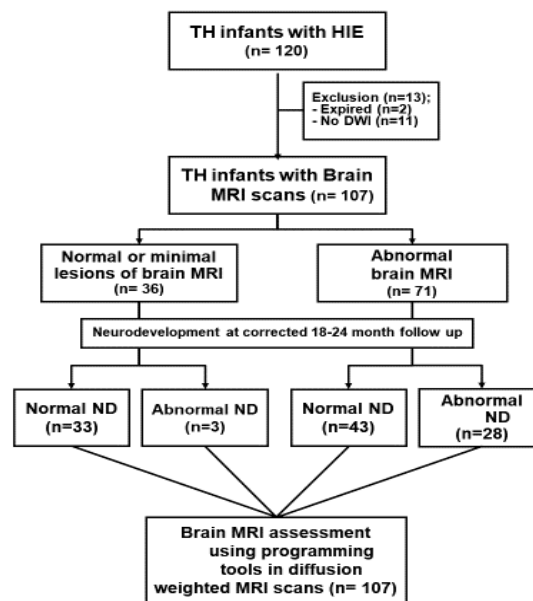 TH infants with HIE
(n= 120)
Exclusion (n=13);
- Expired (n=2)
- No DWI (n=11)
TH infants with Brain
MRI scans (n= 107)
Normal or minimal
lesions of brain MRI
(n= 36)
Abnormal
brain MRI
(n= 71)
Neurodevelopment at corrected 18-24 month follow up
Normal ND
(n=33)
Abnormal ND
(n=3)
Normal ND
(n=43)
Abnormal
ND
(n=28)
Brain MRI assessment
using programming
tools in diffusion
weighted MRI scans (n= 107)